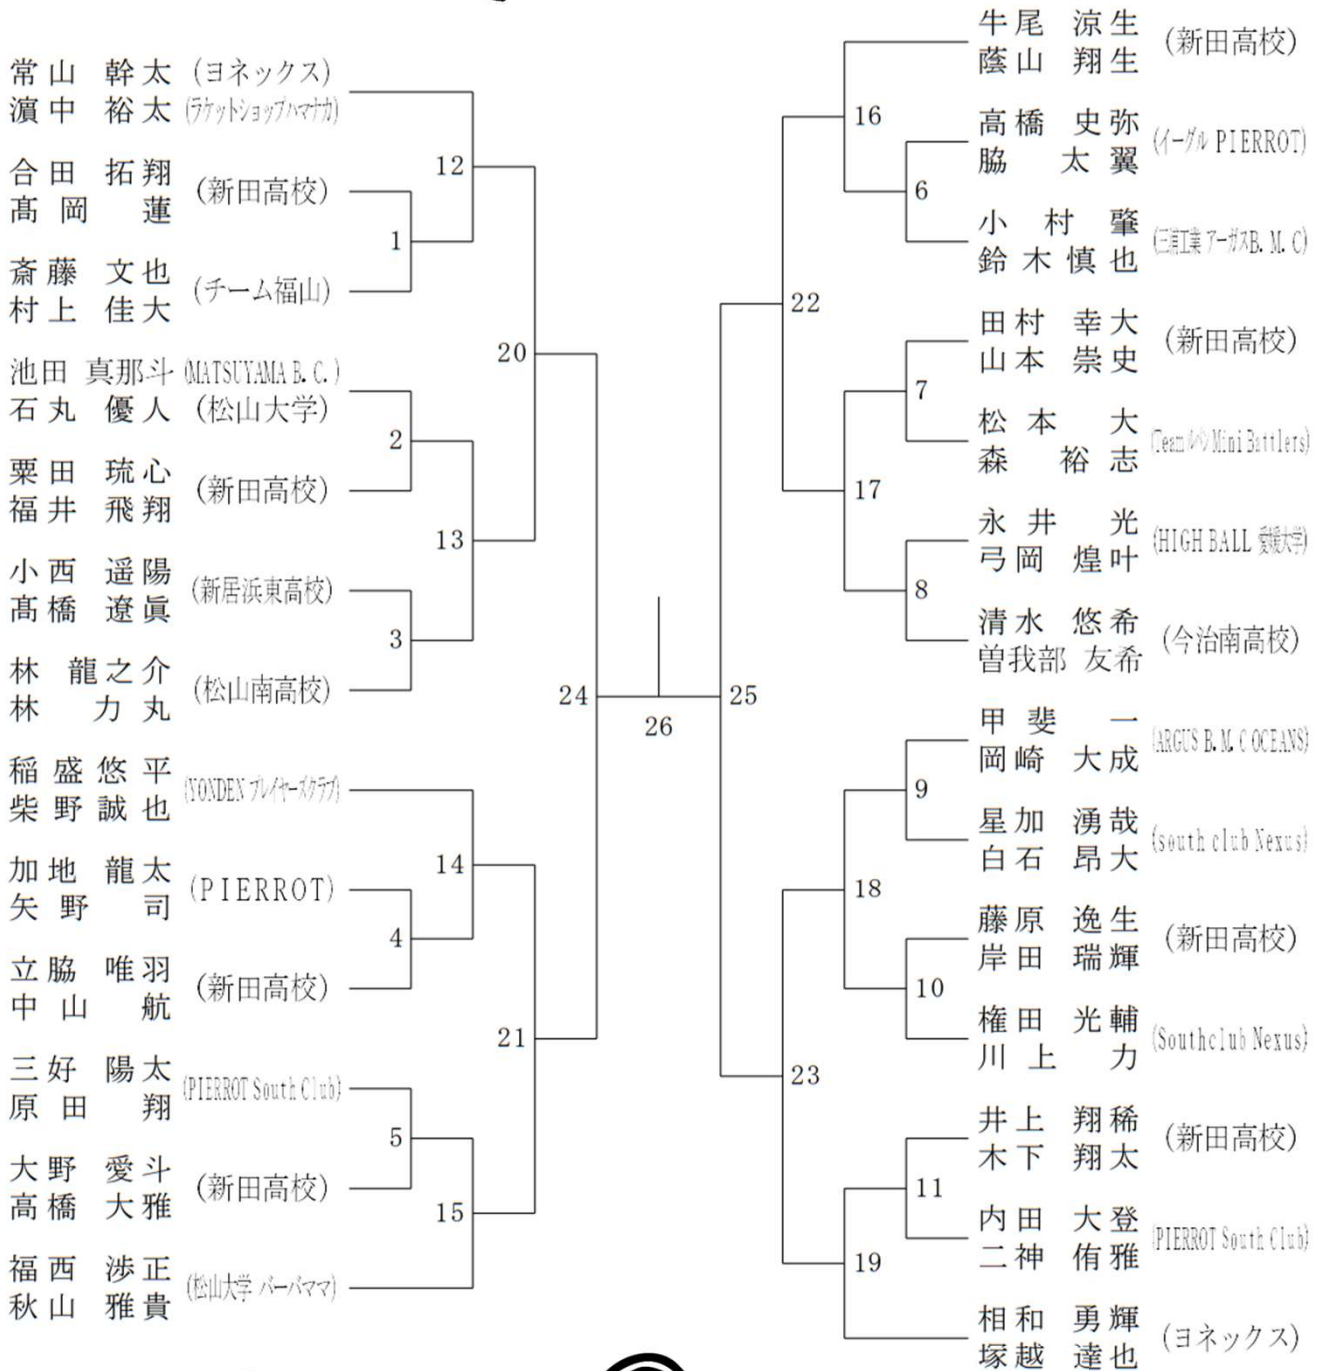 常山 幹太 (ヨネックス)
濵中 裕太 (ラケットショップハマナカ)
合田 拓翔
髙岡 蓮
(新田高校)
斎藤 文也
村上 佳大
(チーム福山)
池田 真那斗 (MATSUYAMA B.C.)
石丸 優人 (松山大学)
粟田 琉心
福井 飛翔
(新田高校)
小西 遥陽
髙橋 遼眞
(新居浜東高校)
林 龍之介
林 力丸
(松山南高校)
稲盛悠平
柴野誠也
(YONDEN プレイヤーズクラブ)
加地 龍太
矢野 司
(PIERROT)
立脇 唯羽
中山 航
(新田高校)
三好 陽太
原田 翔
(PIERROT South Club)
大野 愛斗
高橋 大雅
(新田高校)
福西 渉正
秋山 雅貴
(松山大学 バーバママ)
12
1
20
2
13
3
24
14
4
21
5
15
26
25
16
6
22
7
17
8
9
18
10
23
11
19
牛尾 涼生
蔭山 翔生
(新田高校)
高橋 史弥
脇 太翼
(イーグル PIERROT)
小村 肇
鈴木慎也
(三浦工業 アーガスB.M.C)
田村 幸大
山本 崇史
(新田高校)
松本 大
森 裕志
Mini Battlers)
永井 光
弓岡 煌叶
(HIGH BALL 愛媛大学)
清水 悠希
曽我部 友希
(今治南高校)
甲斐 一
岡崎 大成
(ARGUS B.M.C OCEANS)
星加 湧哉
白石 昂大
(south club Nexus)
藤原 逸生
岸田 瑞輝
(新田高校)
権田 光輔
川上 力
(Southclub Nexus)
井上 翔稀
木下 翔太
(新田高校)
内田 大登
二神 侑雅
(PIERROT South Club)
相和 勇輝
塚越 達也
(ヨネックス)